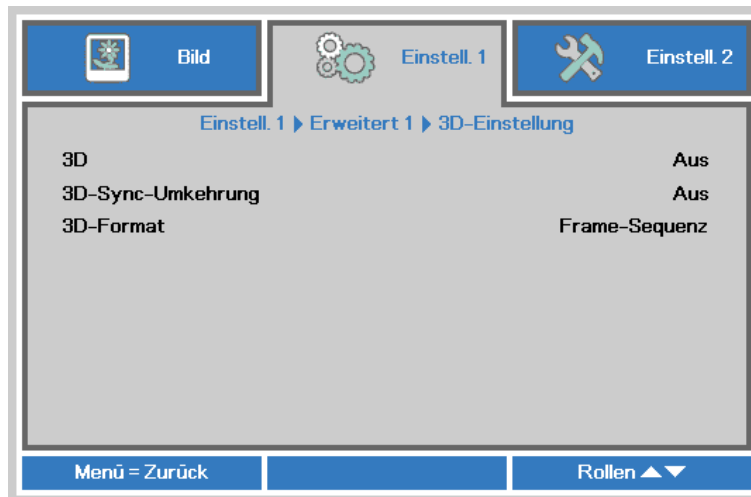 Bild
Einstell. 1
Einstell. 2
Einstell. 1 ▶ Erweitert 1 ▶ 3D-Einstellung
3D Aus
3D-Sync-Umkehrung Aus
3D-Format Frame-Sequenz
Menü = Zurück
Rollen ▲▼